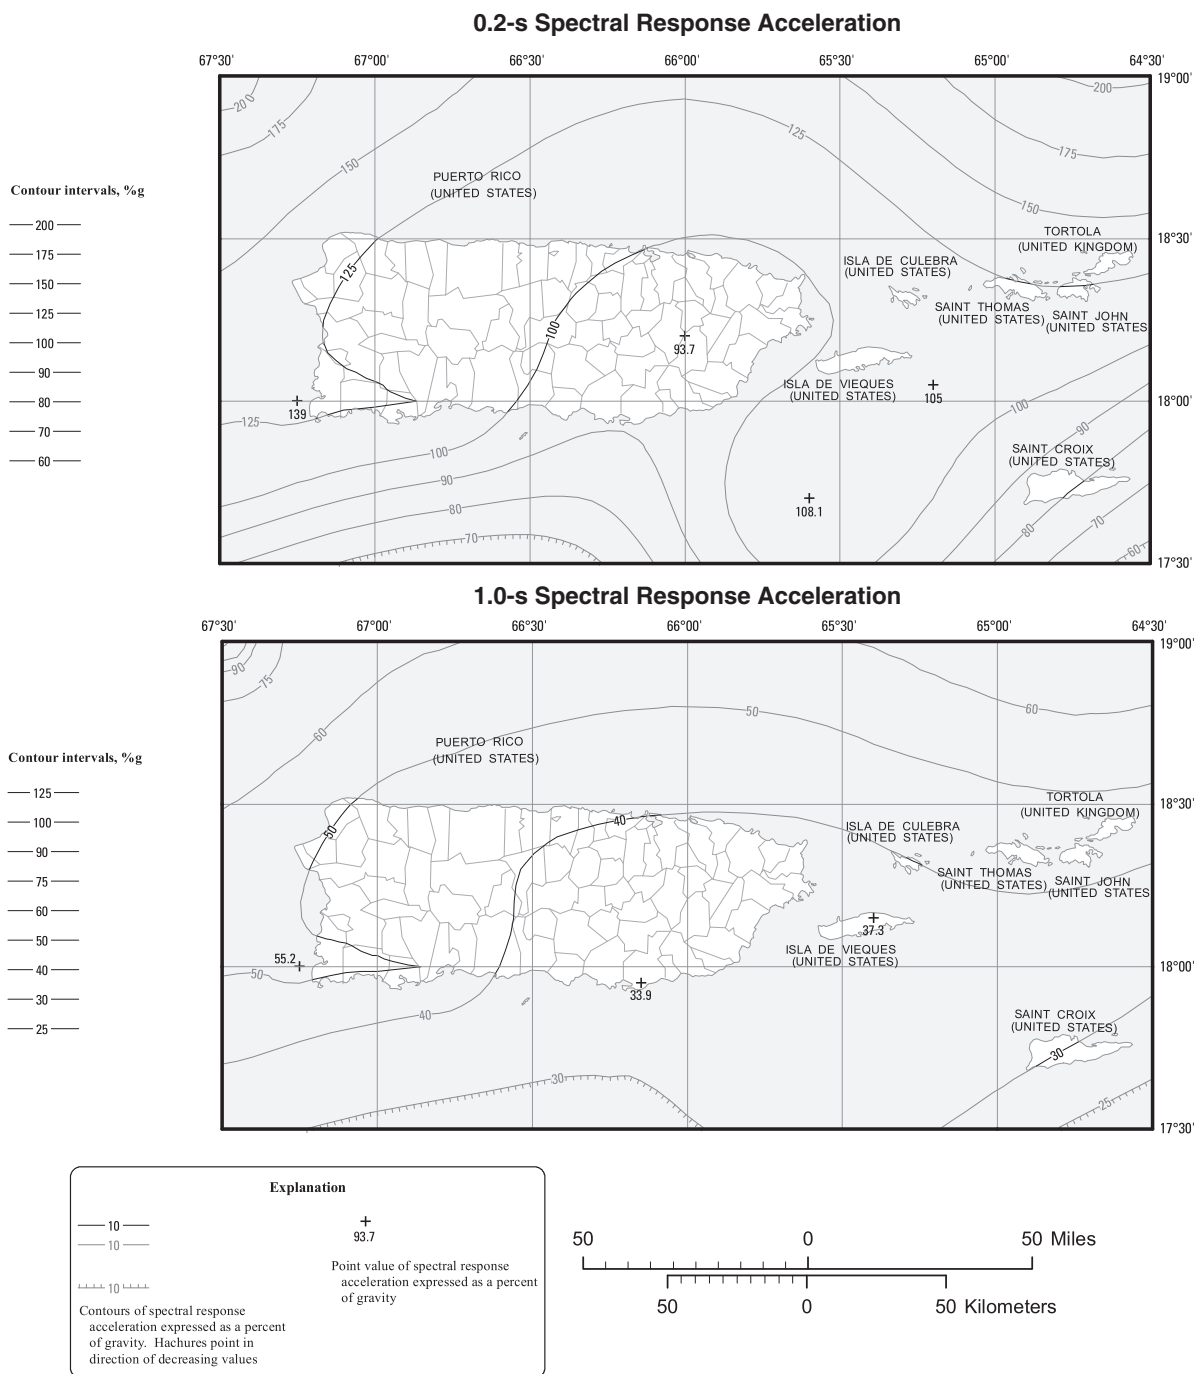 0.2-s Spectral Response Acceleration
67°30' 67°00' 66°30' 66°00' 65°30' 65°00' 64°30'
19°00'
200
200
175
125
175
150
Contour intervals, %g
PUERTO RICO
(UNITED STATES)
150
200
175
150
125
100
90
80
70
60
TORTOLA
(UNITED KINGDOM)
18°30'
ISLA DE CULEBRA
(UNITED STATES)
125
SAINT THOMAS
(UNITED STATES)
SAINT JOHN
(UNITED STATES
100
93.7
ISLA DE VIEQUES
(UNITED STATES)
105
139
18°00'
125
100
90
100
SAINT CROIX
(UNITED STATES)
90
80
108.1
70
80
70
60
17°30'
1.0-s Spectral Response Acceleration
67°30' 67°00' 66°30' 66°00' 65°30' 65°00' 64°30'
19°00'
90
75
60
50
60
PUERTO RICO
(UNITED STATES)
Contour intervals, %g
125
100
90
75
60
50
40
30
25
TORTOLA
(UNITED KINGDOM)
18°30'
50
40
ISLA DE CULEBRA
(UNITED STATES)
SAINT THOMAS
(UNITED STATES)
SAINT JOHN
(UNITED STATES
37.3
ISLA DE VIEQUES
(UNITED STATES)
55.2
18°00'
50
33.9
40
SAINT CROIX
(UNITED STATES)
30
30
25
17°30'
Explanation
10
10
10
Contours of spectral response
acceleration expressed as a percent
of gravity. Hachures point in
direction of decreasing values
93.7
Point value of spectral response
acceleration expressed as a percent
of gravity
50 0 50 Miles
50 0 50 Kilometers